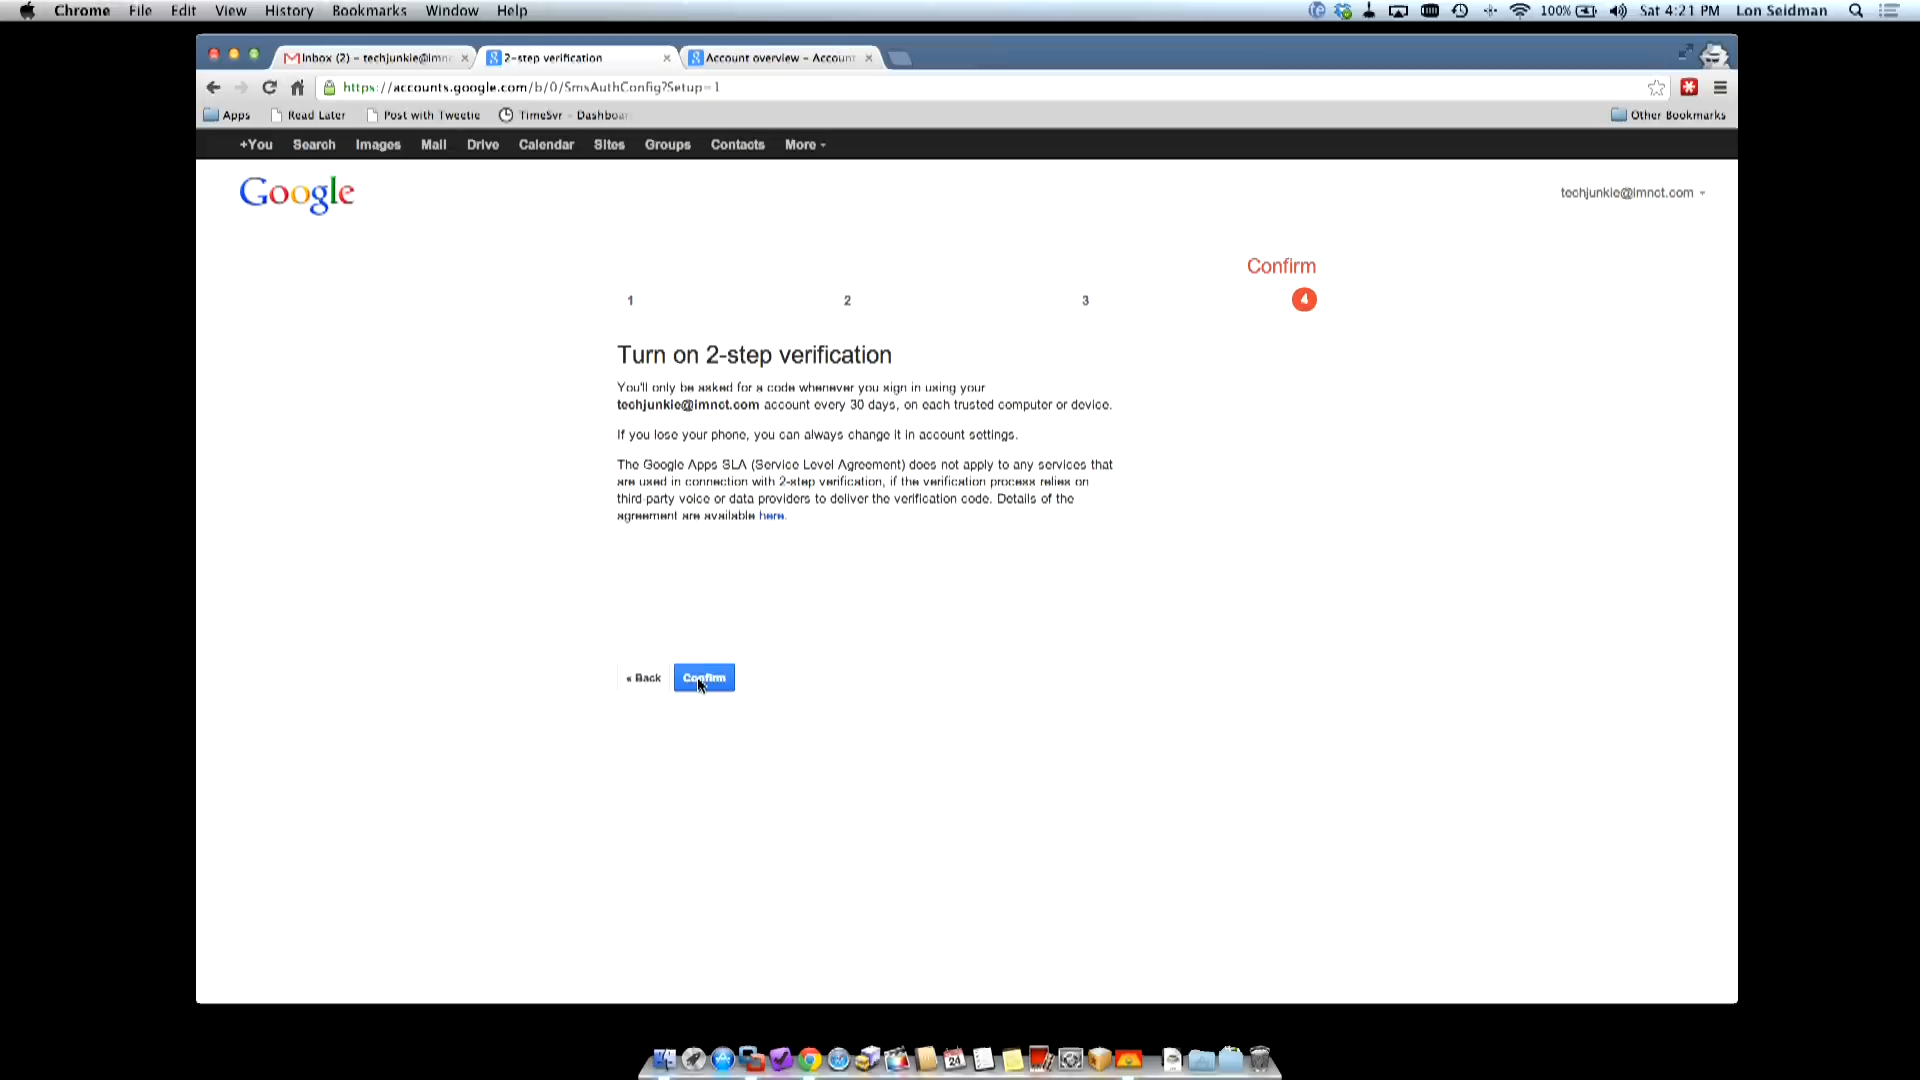 Chrome File Edit View History Bookmarks Window Help
100% Sat 4:21 PM Lon Seidman
Inbox (2) – techjunkie@imnc
2-step verification
Account overview – Account
https://accounts.google.com/b/0/SmsAuthConfig?Setup=1
Apps Read Later Post with Tweetie TimeSvr - Dashboar
Other Bookmarks
+You Search Images Mail Drive Calendar Sites Groups Contacts More
Google
techjunkie@imnct.com
Confirm
1 2 3 4
Turn on 2-step verification
You'll only be asked for a code whenever you sign in using your
techjunkie@imnct.com account every 30 days, on each trusted computer or device.
If you lose your phone, you can always change it in account settings.
The Google Apps SLA (Service Level Agreement) does not apply to any services that
are used in connection with 2-step verification, if the verification process relies on
third party voice or data providers to deliver the verification code. Details of the
agreement are available here.
« Back Confirm
24